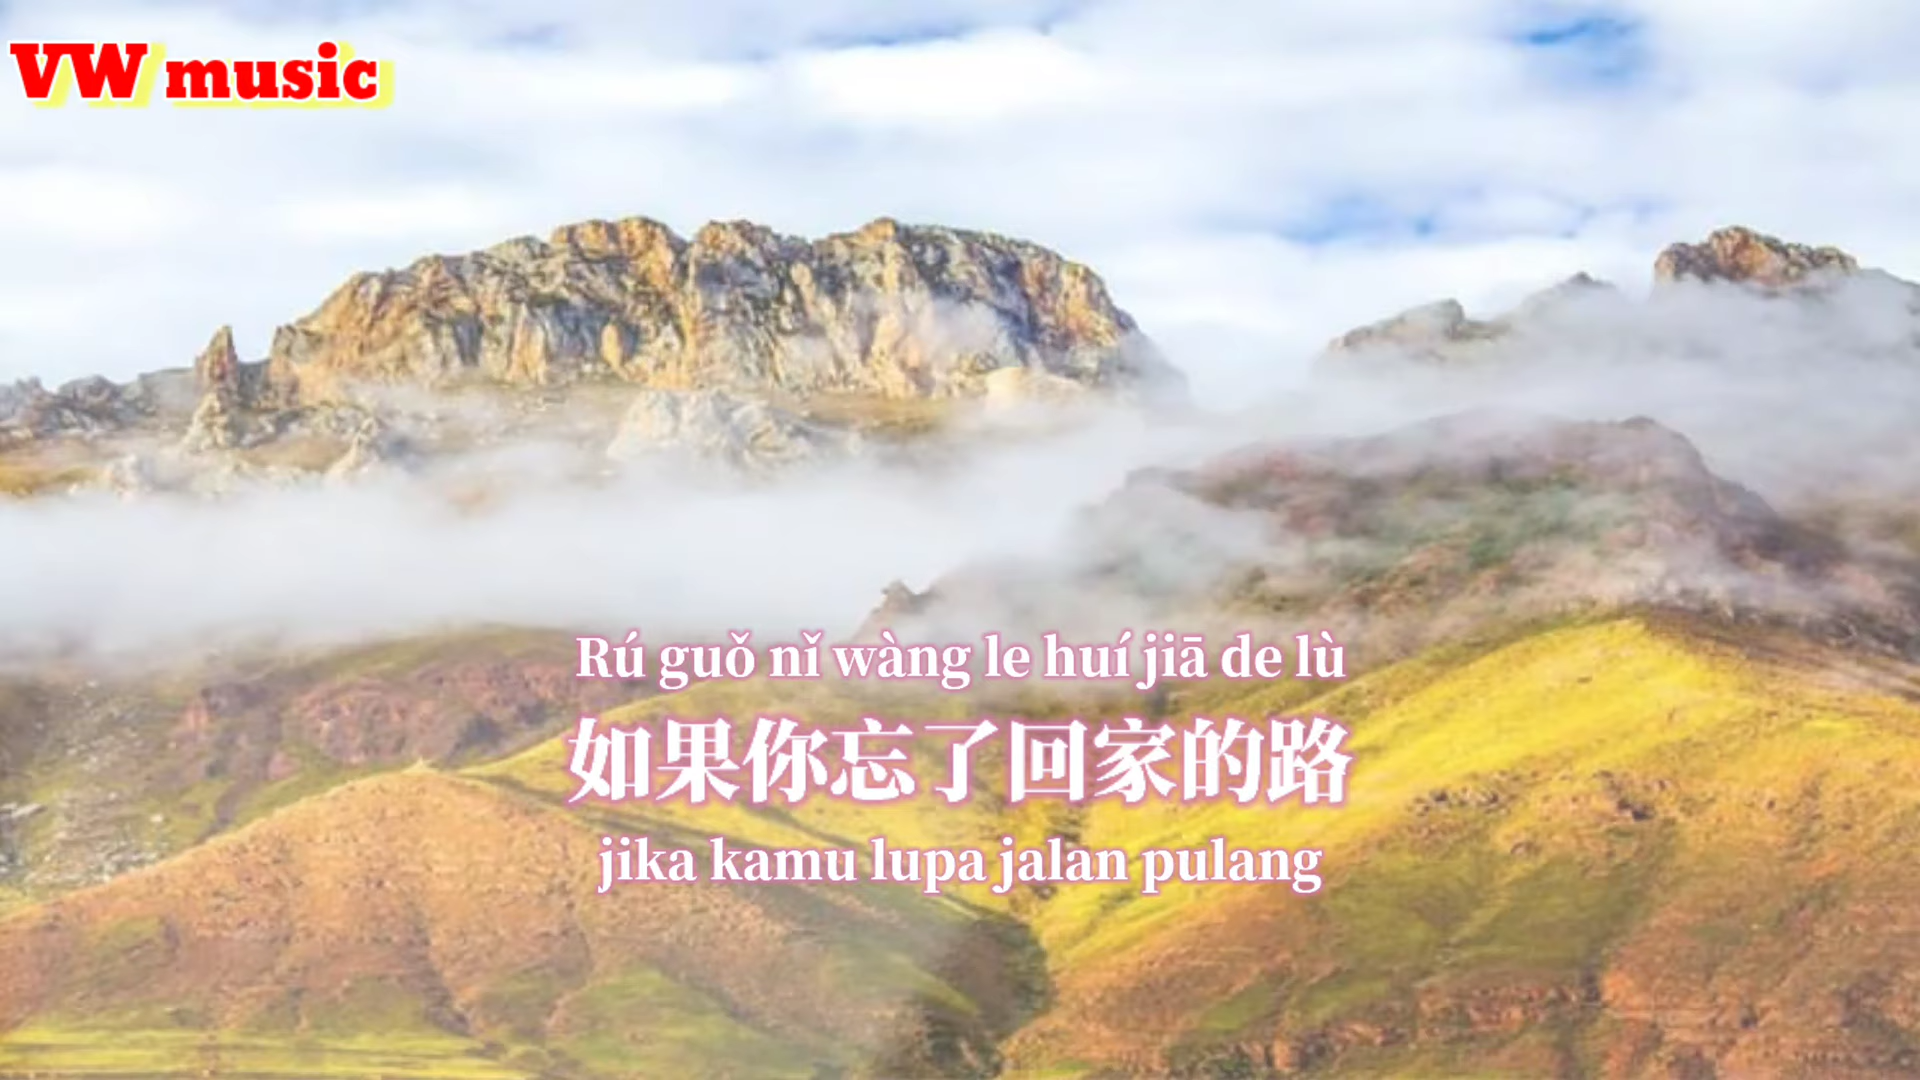 VW music
Rú guǒ nǐ wàng le huí jiā de lù
如果你忘了回家的路
jika kamu lupa jalan pulang